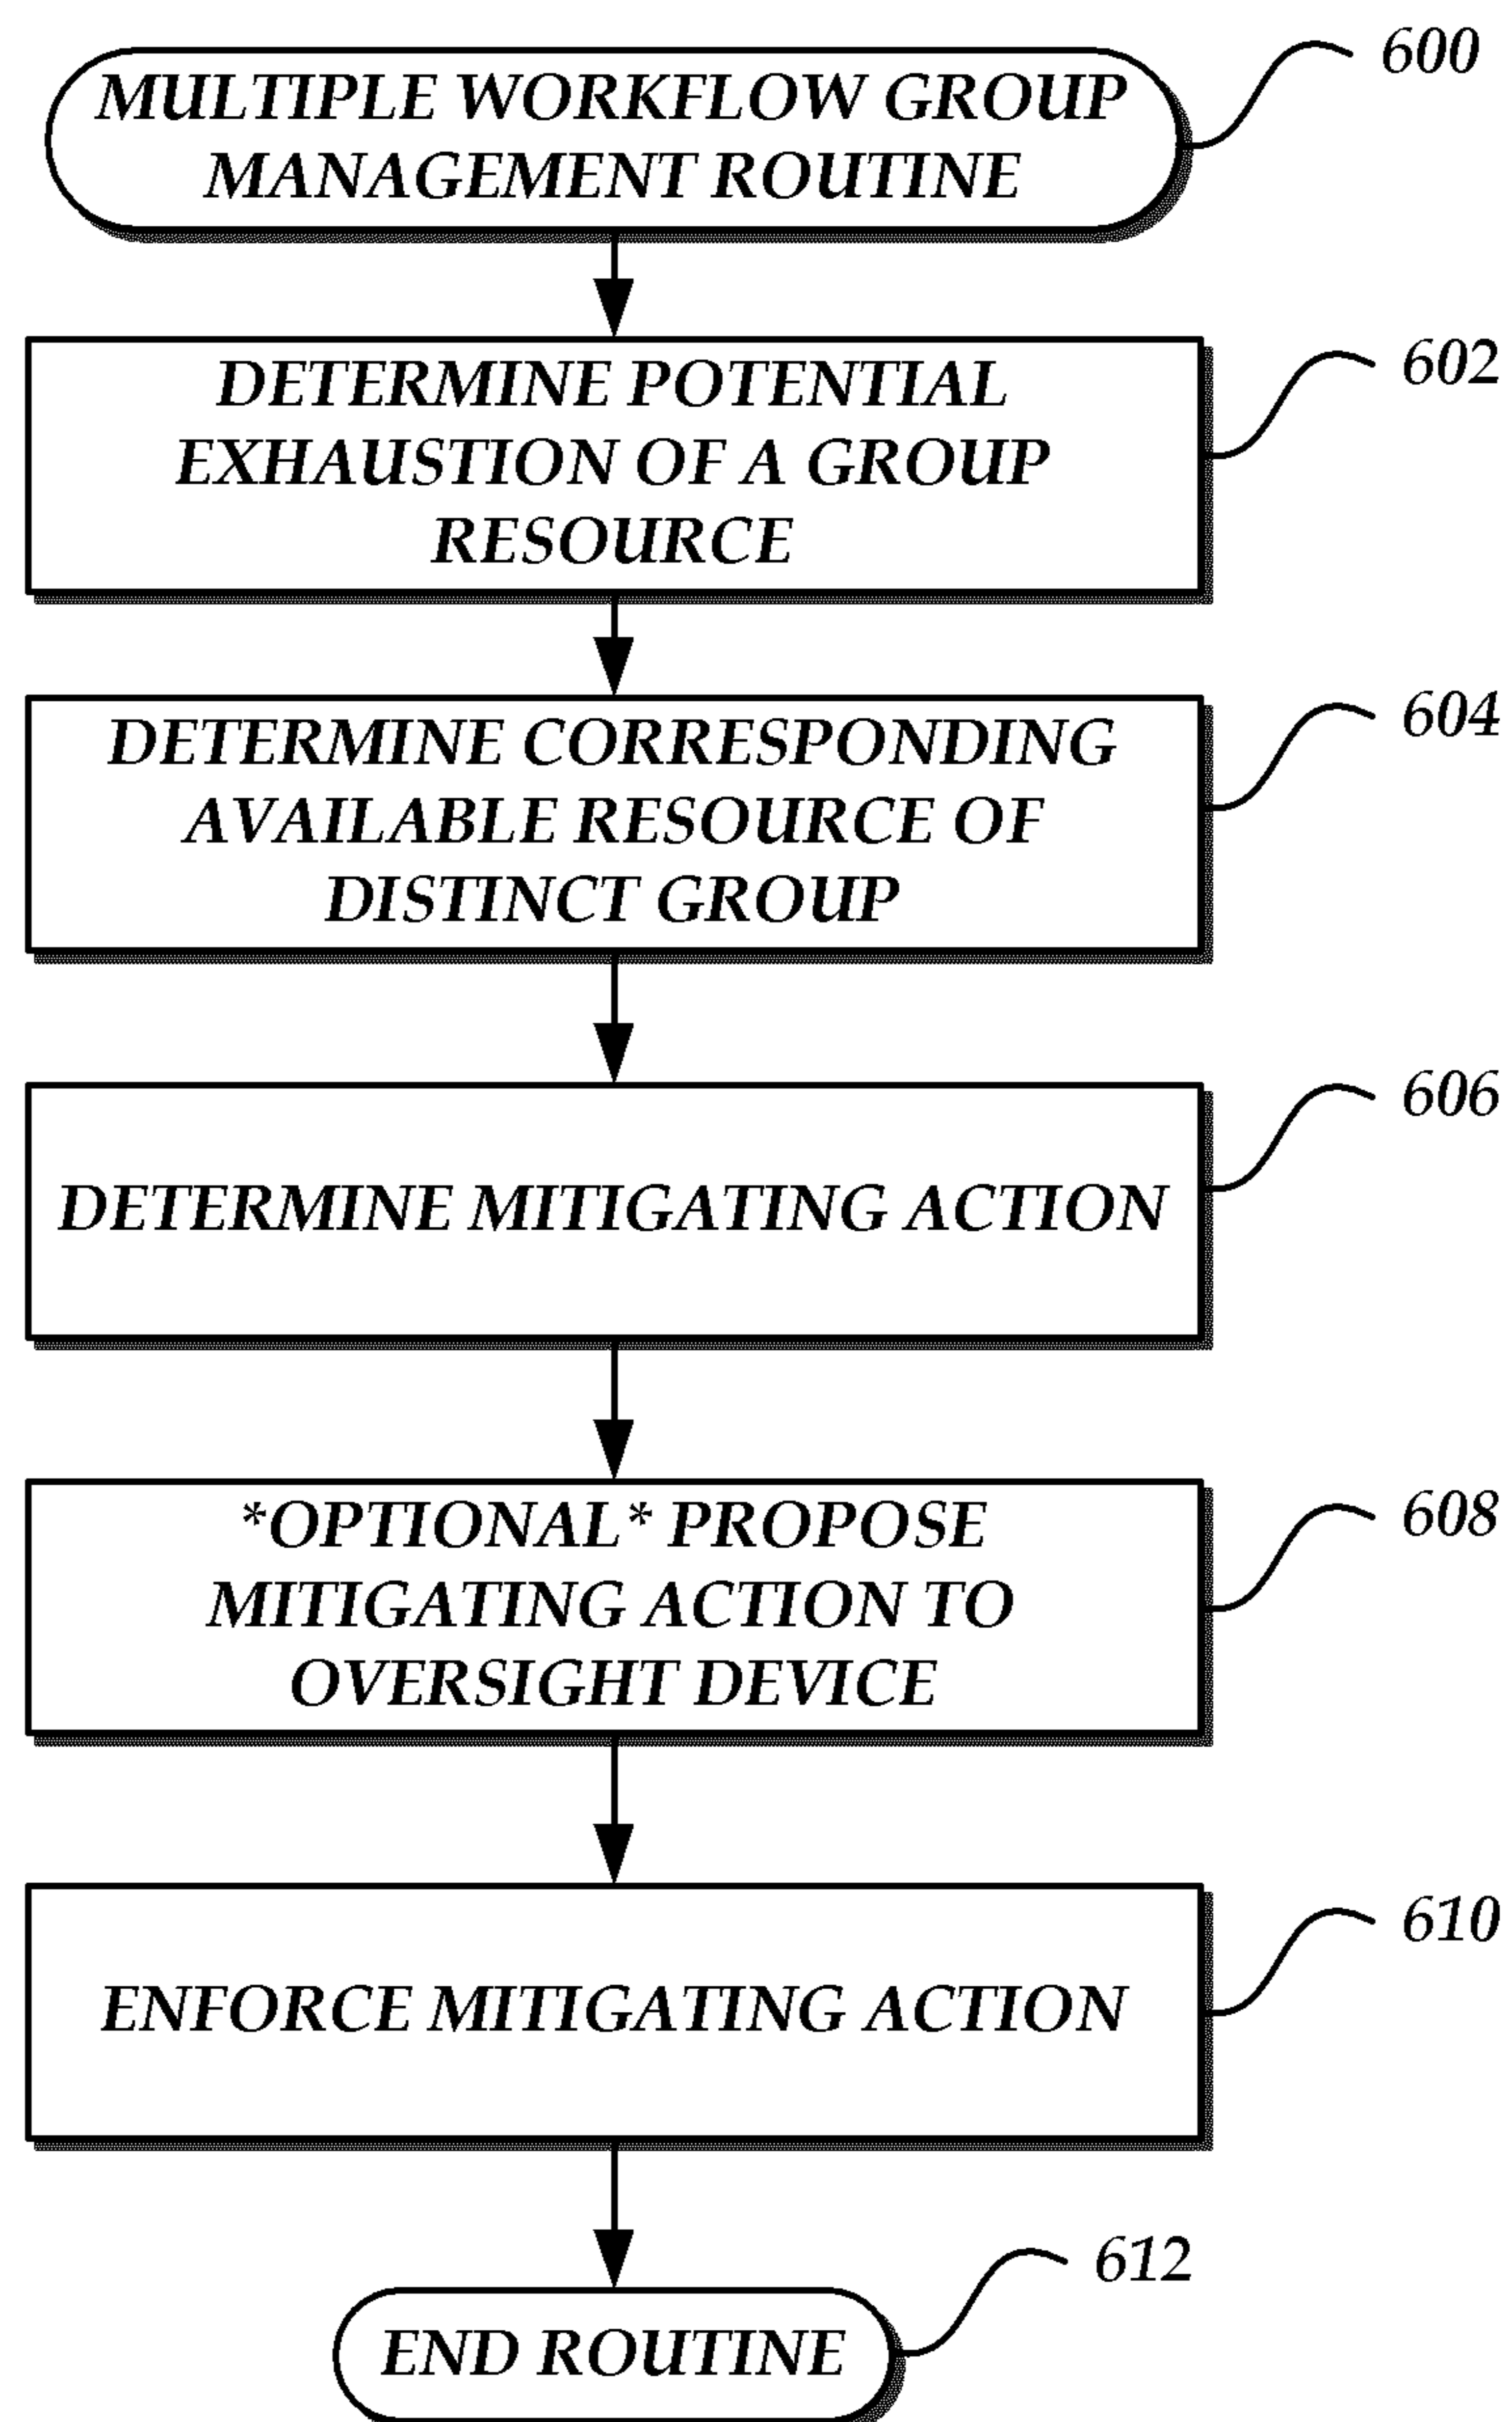 MULTIPLE WORKFLOW GROUP
MANAGEMENT ROUTINE
600
DETERMINE POTENTIAL
EXHAUSTION OF A GROUP
RESOURCE
602
DETERMINE CORRESPONDING
AVAILABLE RESOURCE OF
DISTINCT GROUP
604
DETERMINE MITIGATING ACTION
606
*OPTIONAL* PROPOSE
MITIGATING ACTION TO
OVERSIGHT DEVICE
608
ENFORCE MITIGATING ACTION
610
END ROUTINE
612